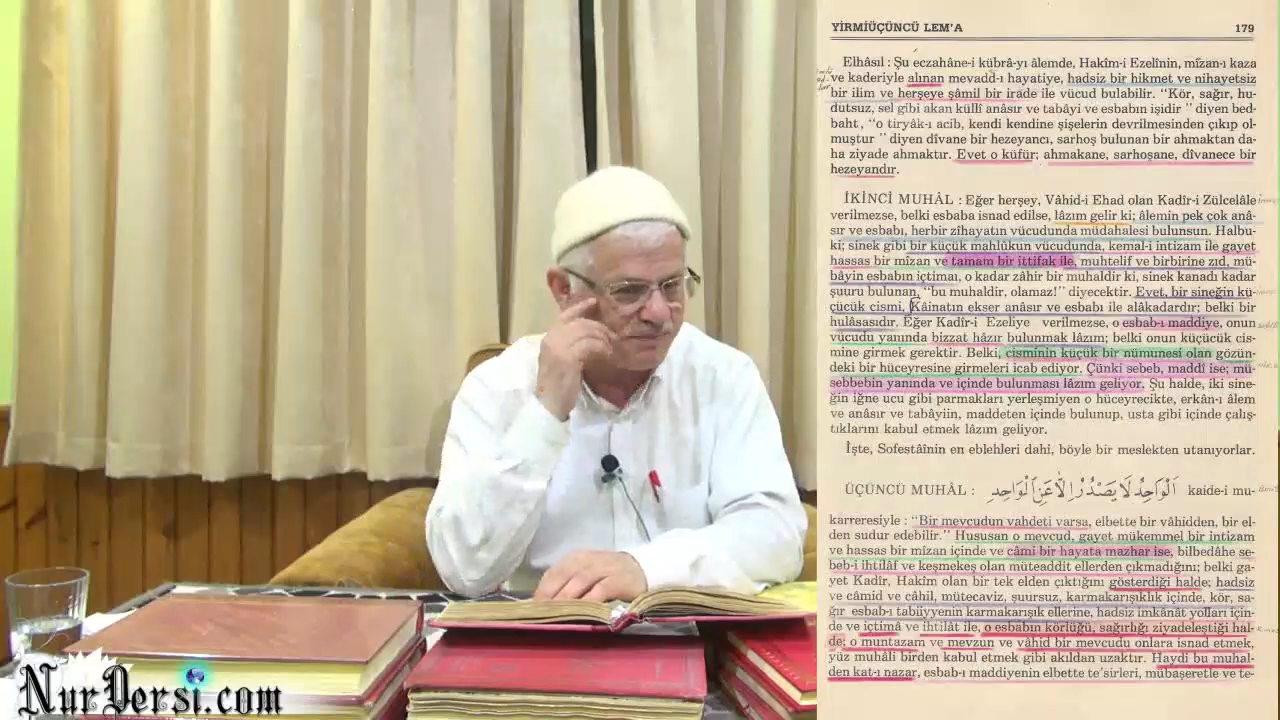 YİRMİÜÇÜNCÜ LEM'A 179
Elhâsıl : Şu eczahâne-i kübrâ-yı âlemde, Hakîm-i Ezelînin, mîzan-ı kaza
ve kaderiyle alınan mevadd-ı hayatiye, hadsiz bir hikmet ve nihayetsiz
bir ilim ve herşeye şâmil bir irade ile vücud bulabilir. "Kör, sağır, hu-
dutsuz, sel gibi akan küllî anâsır ve tabâyi ve esbabın işidir " diyen bed-
baht, "o tiryâk-ı acib, kendi kendine şişelerin devrilmesinden çıkıp ol-
muştur " diyen dîvane bir hezeyancı, sarhoş bulunan bir ahmaktan da-
ha ziyade ahmaktır. Evet o küfür; ahmakane, sarhoşane, dîvanece bir
hezeyandır.
İKİNCİ MUHÂL : Eğer herşey, Vâhid-i Ehad olan Kadîr-i Zülcelâle
verilmezse, belki esbaba isnad edilse, lâzım gelir ki; âlemin pek çok anâ-
sır ve esbabı, herbir zîhayatın vücudunda müdahalesi bulunsun. Halbu-
ki; sinek gibi bir küçük mahlûkun vücudunda, kemal-i intizam ile gayet
hassas bir mîzan ve tamam bir ittifak ile, muhtelif ve birbirine zıd, mü-
bâyin esbabın içtimaı, o kadar zâhir bir muhaldir ki, sinek kanadı kadar
şuuru bulunan, "bu muhaldir, olamaz!" diyecektir. Evet, bir sineğin kü-
çücük cismi, Kâinatın ekser anâsır ve esbabı ile alâkadardır; belki bir
hulâsasıdır. Eğer Kadîr-i Ezeliye verilmezse, o esbab-ı maddiye, onun
vücudu yanında bizzat hâzır bulunmak lâzım; belki onun küçücük cis-
mine girmek gerektir. Belki, cisminin küçük bir nümunesi olan gözün-
deki bir hüceyresine girmeleri icab ediyor. Çünki sebeb, maddî ise; mü-
sebbebin yanında ve içinde bulunması lâzım geliyor. Şu halde, iki sine-
ğin iğne ucu gibi parmakları yerleşmiyen o hüceyrecikte, erkân-ı âlem
ve anâsır ve tabâyiin, maddeten içinde bulunup, usta gibi içinde çalış-
tıklarını kabul etmek lâzım geliyor.
İşte, Sofestâînin en eblehleri dahi, böyle bir meslekten utanıyorlar.
ÜÇÜNCÜ MUHÂL : اَلْوَاحِدُ لَا يَصْدُرُ اِلَّا عَنِ الْوَاحِدِ kaide-i mu-
karreresiyle : "Bir mevcudun vahdeti varsa, elbette bir vâhidden, bir el-
den sudur edebilir." Hususan o mevcud, gayet mükemmel bir intizam
ve hassas bir mîzan içinde ve câmi bir hayata mazhar ise, bilbedâhe se-
beb-i ihtilâf ve keşmekeş olan müteaddit ellerden çıkmadığını; belki ga-
yet Kadîr, Hakîm olan bir tek elden çıktığını gösterdiği halde; hadsiz
ve câmid ve câhil, mütecaviz, şuursuz, karmakarışıklık içinde, kör, sa-
ğır esbab-ı tabüyyenin karmakarışık ellerine, hadsiz imkânât yolları için-
de ve içtimâ ve ihtilât ile, o esbabın körlüğü, sağırlığı ziyadeleştiği hal-
de; o muntazam ve mevzun ve vâhid bir mevcudu onlara isnad etmek,
yüz muhâli birden kabul etmek gibi akıldan uzaktır. Haydi bu muhal-
den kat-ı nazar, esbab-ı maddiyenin elbette te'sirleri, mübaşeretle ve te-
NurDersi.com